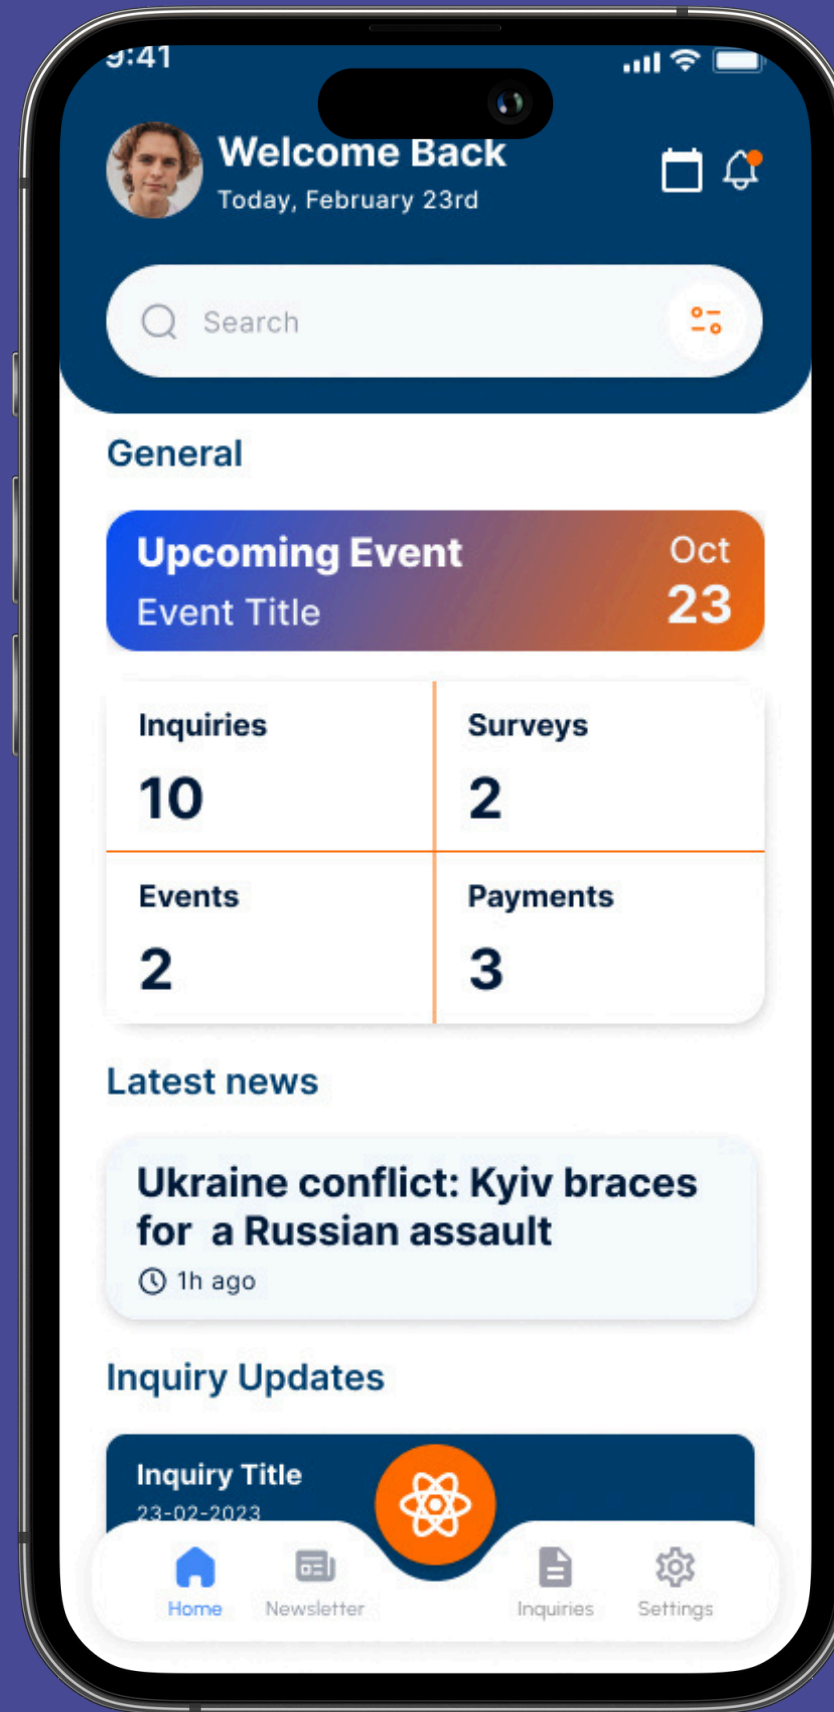 9:41
Welcome Back
Today, February 23rd
Search
General
Upcoming Event
Event Title
Oct
23
Inquiries
10
Surveys
2
Events
2
Payments
3
Latest news
Ukraine conflict: Kyiv braces
for a Russian assault
1h ago
Inquiry Updates
Inquiry Title
23-02-2023
Home
Newsletter
Inquiries
Settings